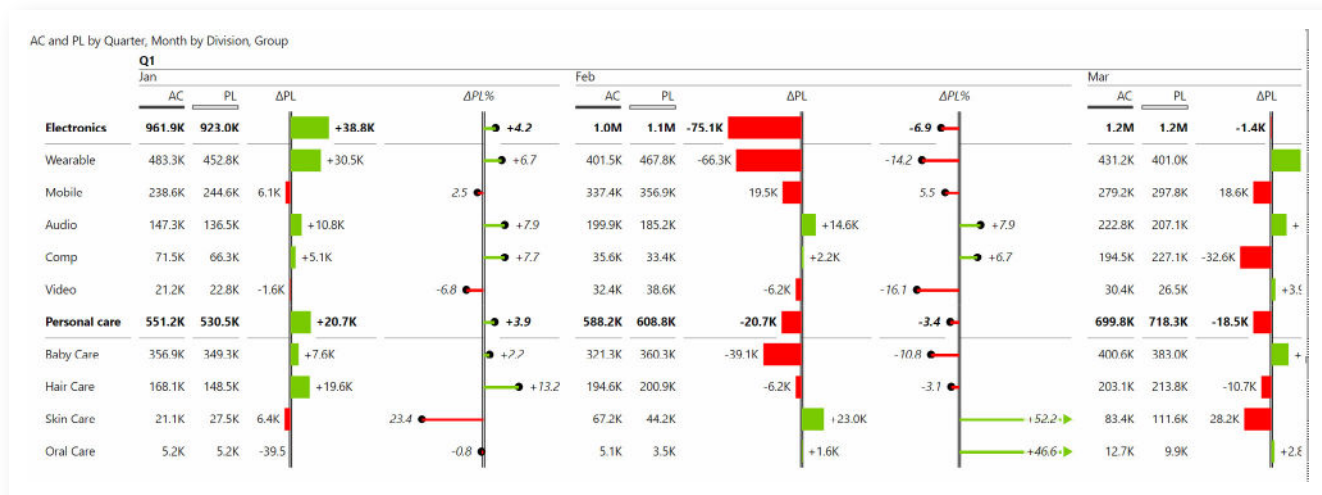 AC and PL by Quarter, Month by Division, Group
Q1
Jan Feb Mar
AC PL ΔPL ΔPL% AC PL ΔPL ΔPL% AC PL ΔPL
Electronics 961.9K 923.0K +38.8K +4.2 1.0M 1.1M -75.1K -6.9 1.2M 1.2M -1.4K
Wearable 483.3K 452.8K +30.5K +6.7 401.5K 467.8K -66.3K -14.2 431.2K 401.0K
Mobile 238.6K 244.6K 6.1K 2.5 337.4K 356.9K 19.5K 5.5 279.2K 297.8K 18.6K
Audio 147.3K 136.5K +10.8K +7.9 199.9K 185.2K +14.6K +7.9 222.8K 207.1K +
Comp 71.5K 66.3K +5.1K +7.7 35.6K 33.4K +2.2K +6.7 194.5K 227.1K -32.6K
Video 21.2K 22.8K -1.6K -6.8 32.4K 38.6K -6.2K -16.1 30.4K 26.5K +3.9
Personal care 551.2K 530.5K +20.7K +3.9 588.2K 608.8K -20.7K -3.4 699.8K 718.3K -18.5K
Baby Care 356.9K 349.3K +7.6K +2.2 321.3K 360.3K -39.1K -10.8 400.6K 383.0K +
Hair Care 168.1K 148.5K +19.6K +13.2 194.6K 200.9K -6.2K -3.1 203.1K 213.8K -10.7K
Skin Care 21.1K 27.5K 6.4K 23.4 67.2K 44.2K +23.0K +52.2 83.4K 111.6K 28.2K
Oral Care 5.2K 5.2K -39.5 -0.8 5.1K 3.5K +1.6K +46.6 12.7K 9.9K +2.8